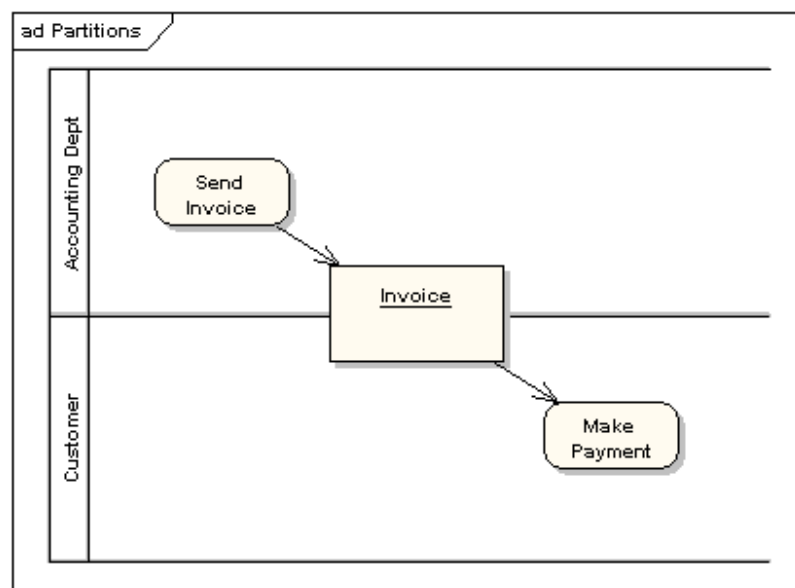 ad Partitions
Accounting Dept
Send
Invoice
Invoice
Customer
Make
Payment